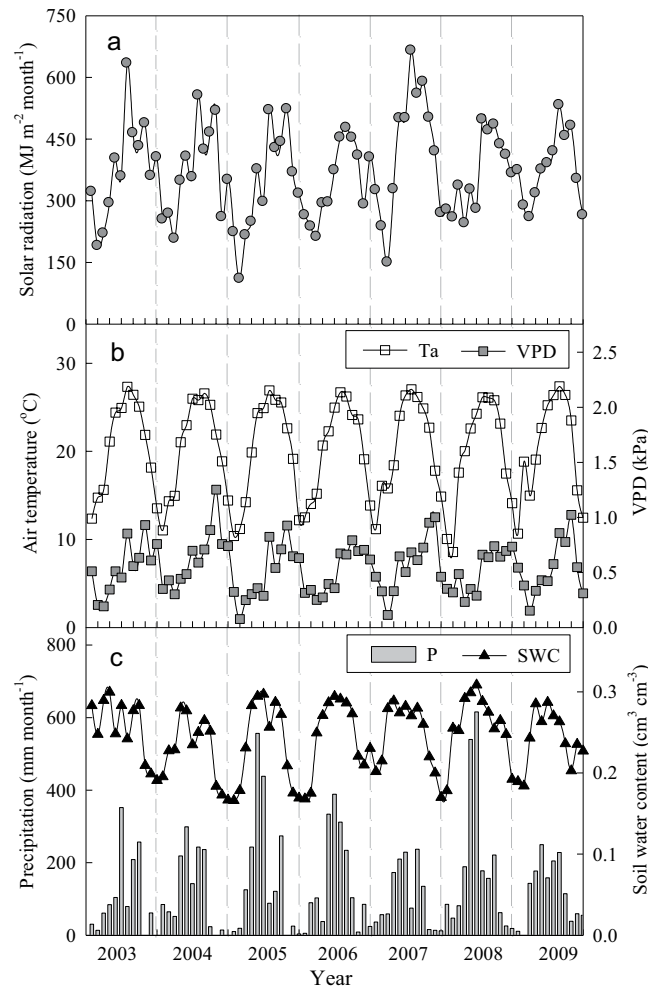 a
750
600
450
300
150
0
Solar radiation (MJ m-2 month-1)
b
Ta VPD
30
20
10
0
Air temperature (oC)
2.5
2.0
1.5
1.0
0.5
0.0
VPD (kPa)
c
P SWC
800
600
400
200
0
Precipitation (mm month-1)
0.3
0.2
0.1
0.0
Soil water content (cm3 cm-3)
2003 2004 2005 2006 2007 2008 2009
Year